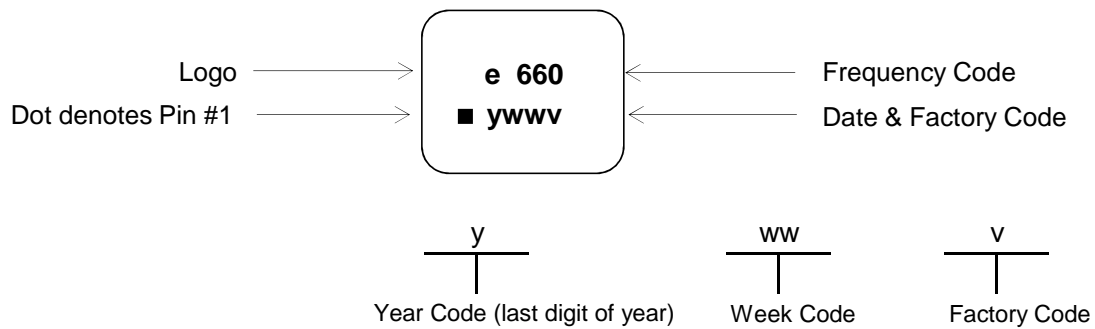 Logo
e 660
Frequency Code
Dot denotes Pin #1
ywwv
Date & Factory Code
y ww v
Year Code (last digit of year) Week Code Factory Code